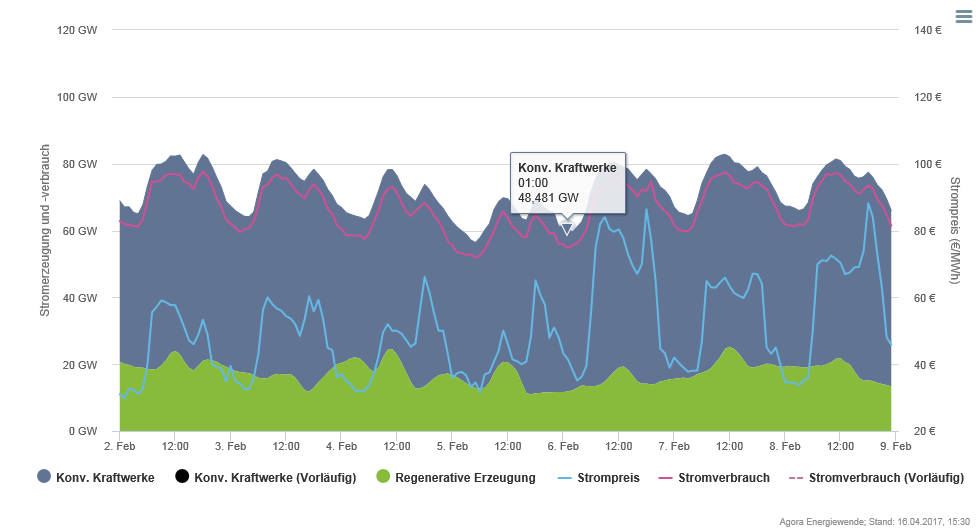 120 GW
140 €
100 GW
120 €
80 GW
100 €
60 GW
80 €
40 GW
60 €
20 GW
40 €
0 GW
20 €
Stromerzeugung und -verbrauch
Strompreis (€/MWh)
Konv. Kraftwerke
01:00
48.481 GW
2. Feb 12:00 3. Feb 12:00 4. Feb 12:00 5. Feb 12:00 6. Feb 12:00 7. Feb 12:00 8. Feb 12:00 9. Feb
Konv. Kraftwerke Konv. Kraftwerke (Vorläufig) Regenerative Erzeugung Strompreis Stromverbrauch Stromverbrauch (Vorläufig)
Agora Energiewende; Stand: 16.04.2017, 15:30